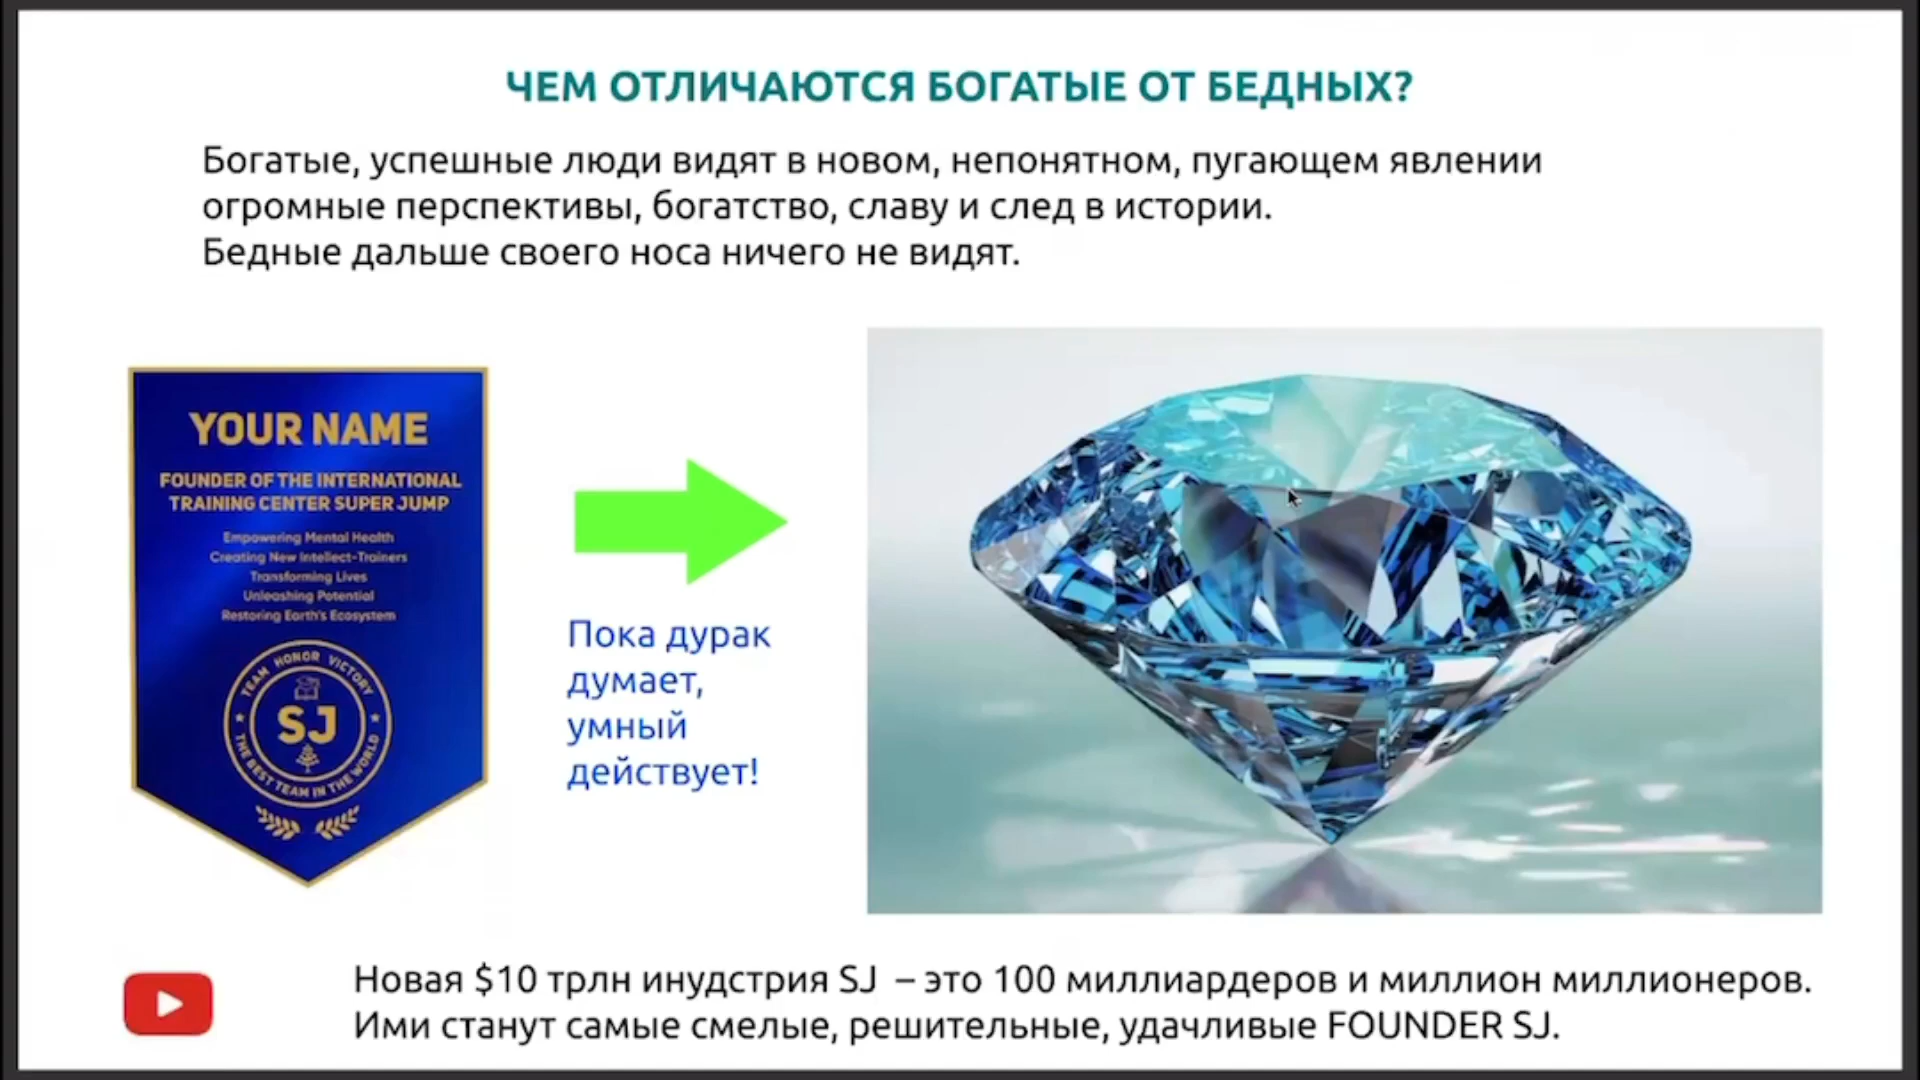 ЧЕМ ОТЛИЧАЮТСЯ БОГАТЫЕ ОТ БЕДНЫХ?
Богатые, успешные люди видят в новом, непонятном, пугающем явлении
огромные перспективы, богатство, славу и след в истории.
Бедные дальше своего носа ничего не видят.
YOUR NAME
FOUNDER OF THE INTERNATIONAL
TRAINING CENTER SUPER JUMP
Empowering Mental Health
Creating New Intellect-Trainers
Transforming Lives
Unleashing Potential
Restoring Earth's Ecosystem
TEAM HONOR VICTORY
SJ
THE BEST TEAM IN THE WORLD
Пока дурак
думает,
умный
действует!
Новая $10 трлн инудстрия SJ – это 100 миллиардеров и миллион миллионеров.
Ими станут самые смелые, решительные, удачливые FOUNDER SJ.